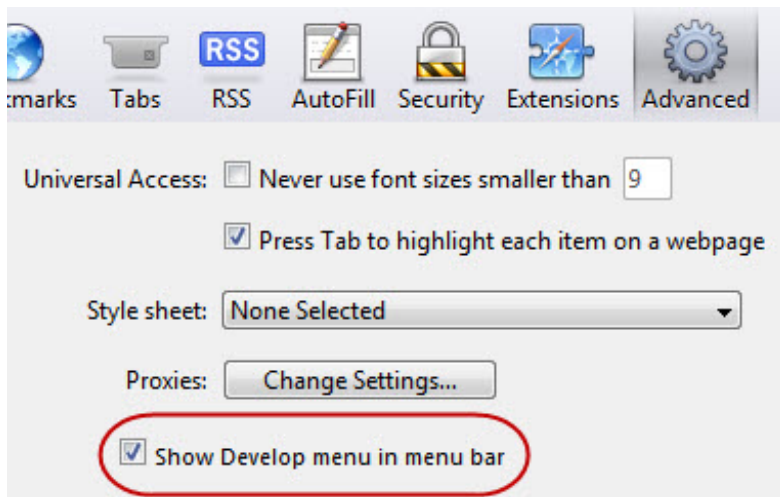 RSS
kmarks Tabs RSS AutoFill Security Extensions Advanced
Universal Access: Never use font sizes smaller than 9
Press Tab to highlight each item on a webpage
Style sheet: None Selected
Proxies: Change Settings...
Show Develop menu in menu bar